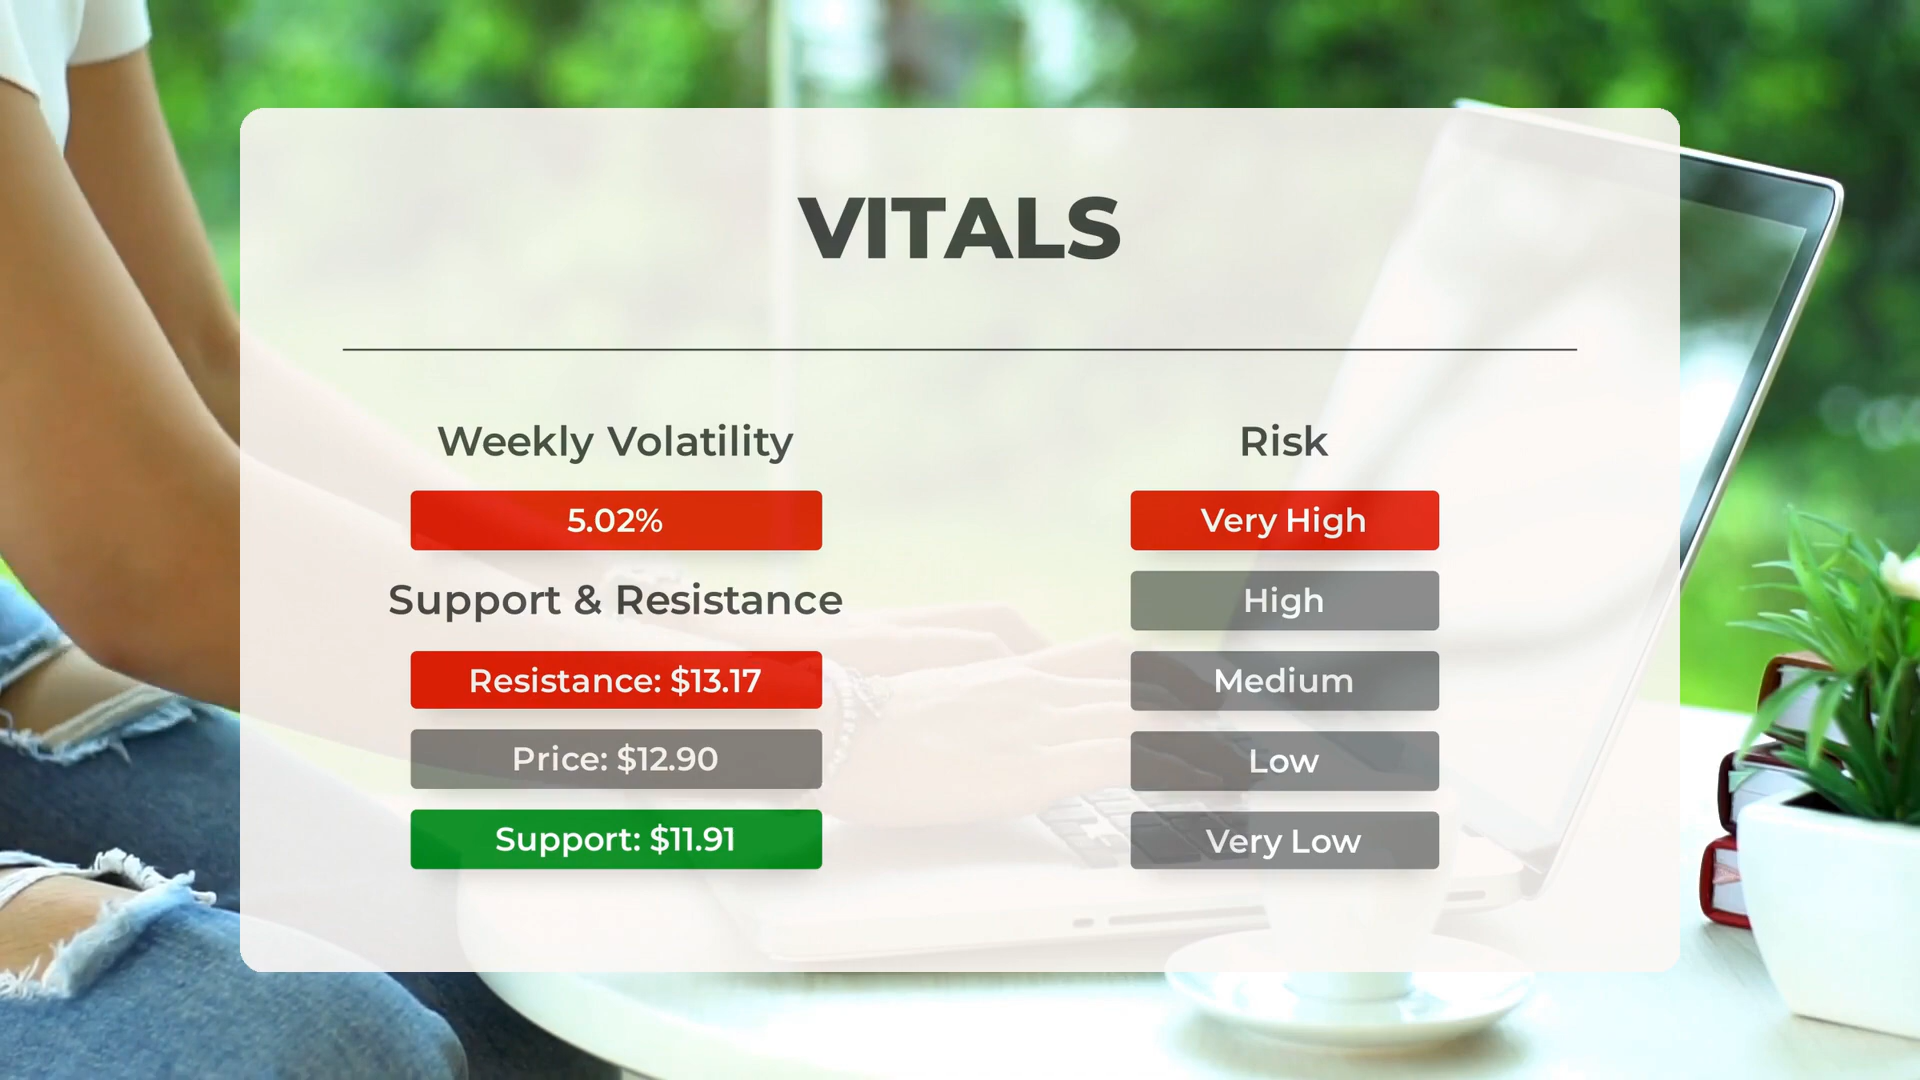 VITALS
Weekly Volatility
5.02%
Support & Resistance
Resistance: $13.17
Price: $12.90
Support: $11.91
Risk
Very High
High
Medium
Low
Very Low